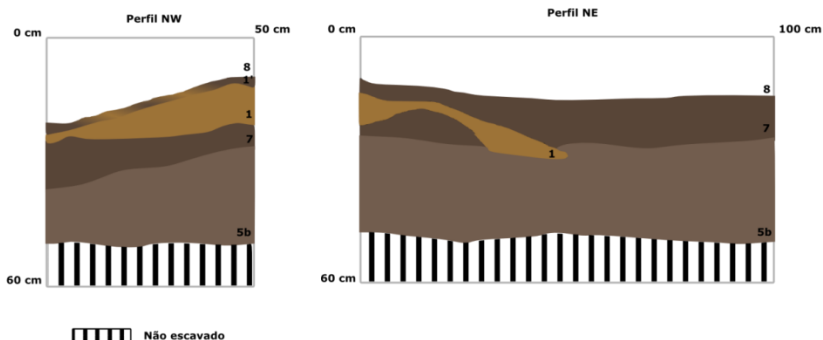 Perfil NW
0 cm
50 cm
8
1'
1
7
5b
60 cm
Perfil NE
0 cm
100 cm
8
7
1
5b
60 cm
Não escavado